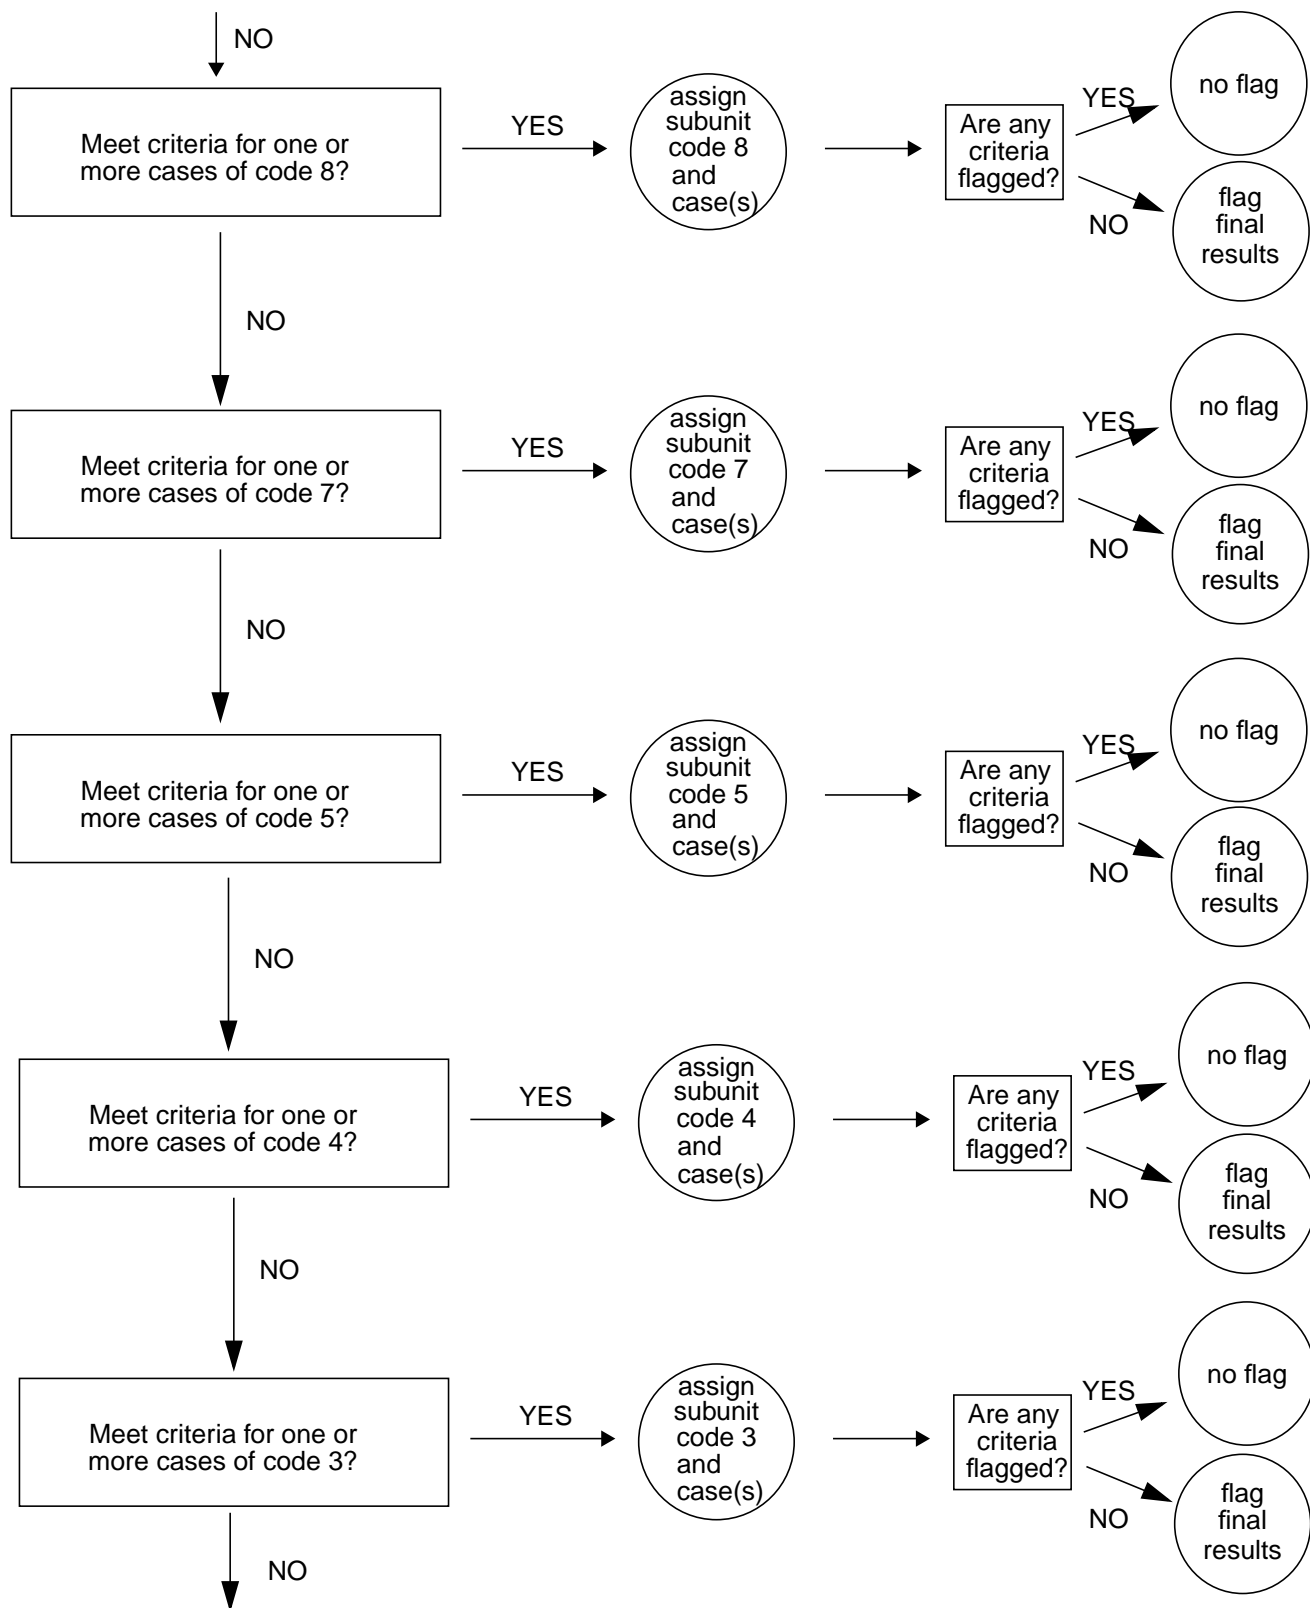 NO
Meet criteria for one or
more cases of code 8?
YES
assign
subunit
code 8
and
case(s)
Are any
criteria
flagged?
YES
no flag
NO
flag
final
results
NO
Meet criteria for one or
more cases of code 7?
YES
assign
subunit
code 7
and
case(s)
Are any
criteria
flagged?
YES
no flag
NO
flag
final
results
NO
Meet criteria for one or
more cases of code 5?
YES
assign
subunit
code 5
and
case(s)
Are any
criteria
flagged?
YES
no flag
NO
flag
final
results
NO
Meet criteria for one or
more cases of code 4?
YES
assign
subunit
code 4
and
case(s)
Are any
criteria
flagged?
YES
no flag
NO
flag
final
results
NO
Meet criteria for one or
more cases of code 3?
YES
assign
subunit
code 3
and
case(s)
Are any
criteria
flagged?
YES
no flag
NO
flag
final
results
NO